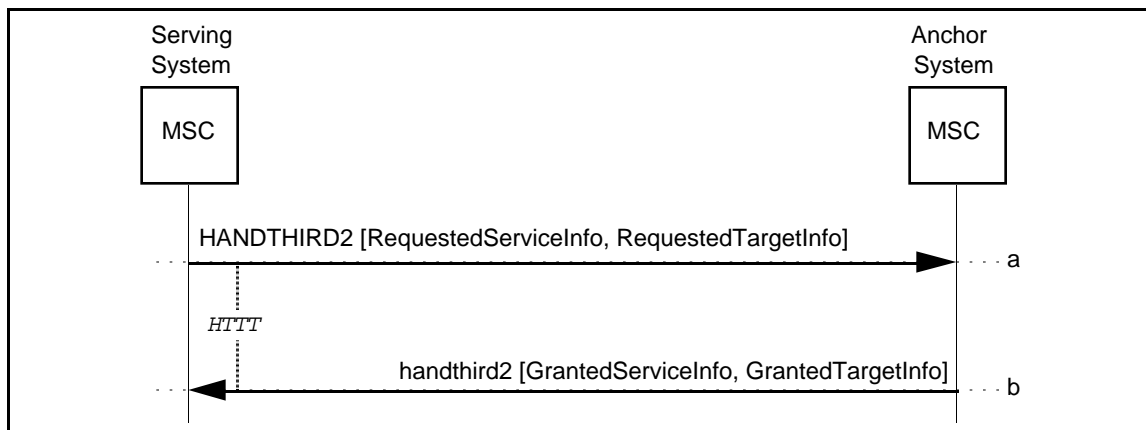 Serving Anchor
System System
MSC MSC
HANDTHIRD2 [RequestedServiceInfo, RequestedTargetInfo]
a
HTTT
handthird2 [GrantedServiceInfo, GrantedTargetInfo]
b